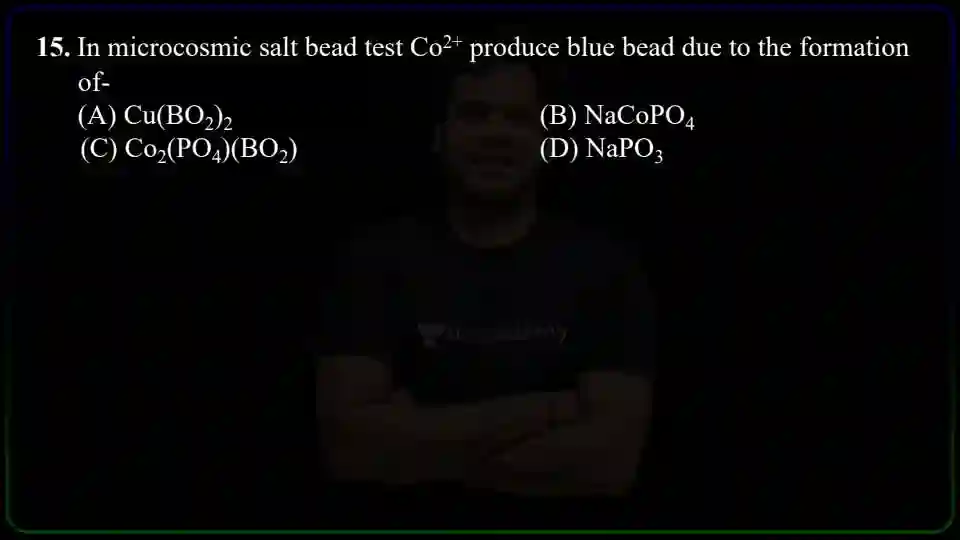 15. In microcosmic salt bead test Co²⁺ produce blue bead due to the formation
of-
(A) Cu(BO₂)₂ (B) NaCoPO₄
(C) Co₂(PO₄)(BO₂) (D) NaPO₃